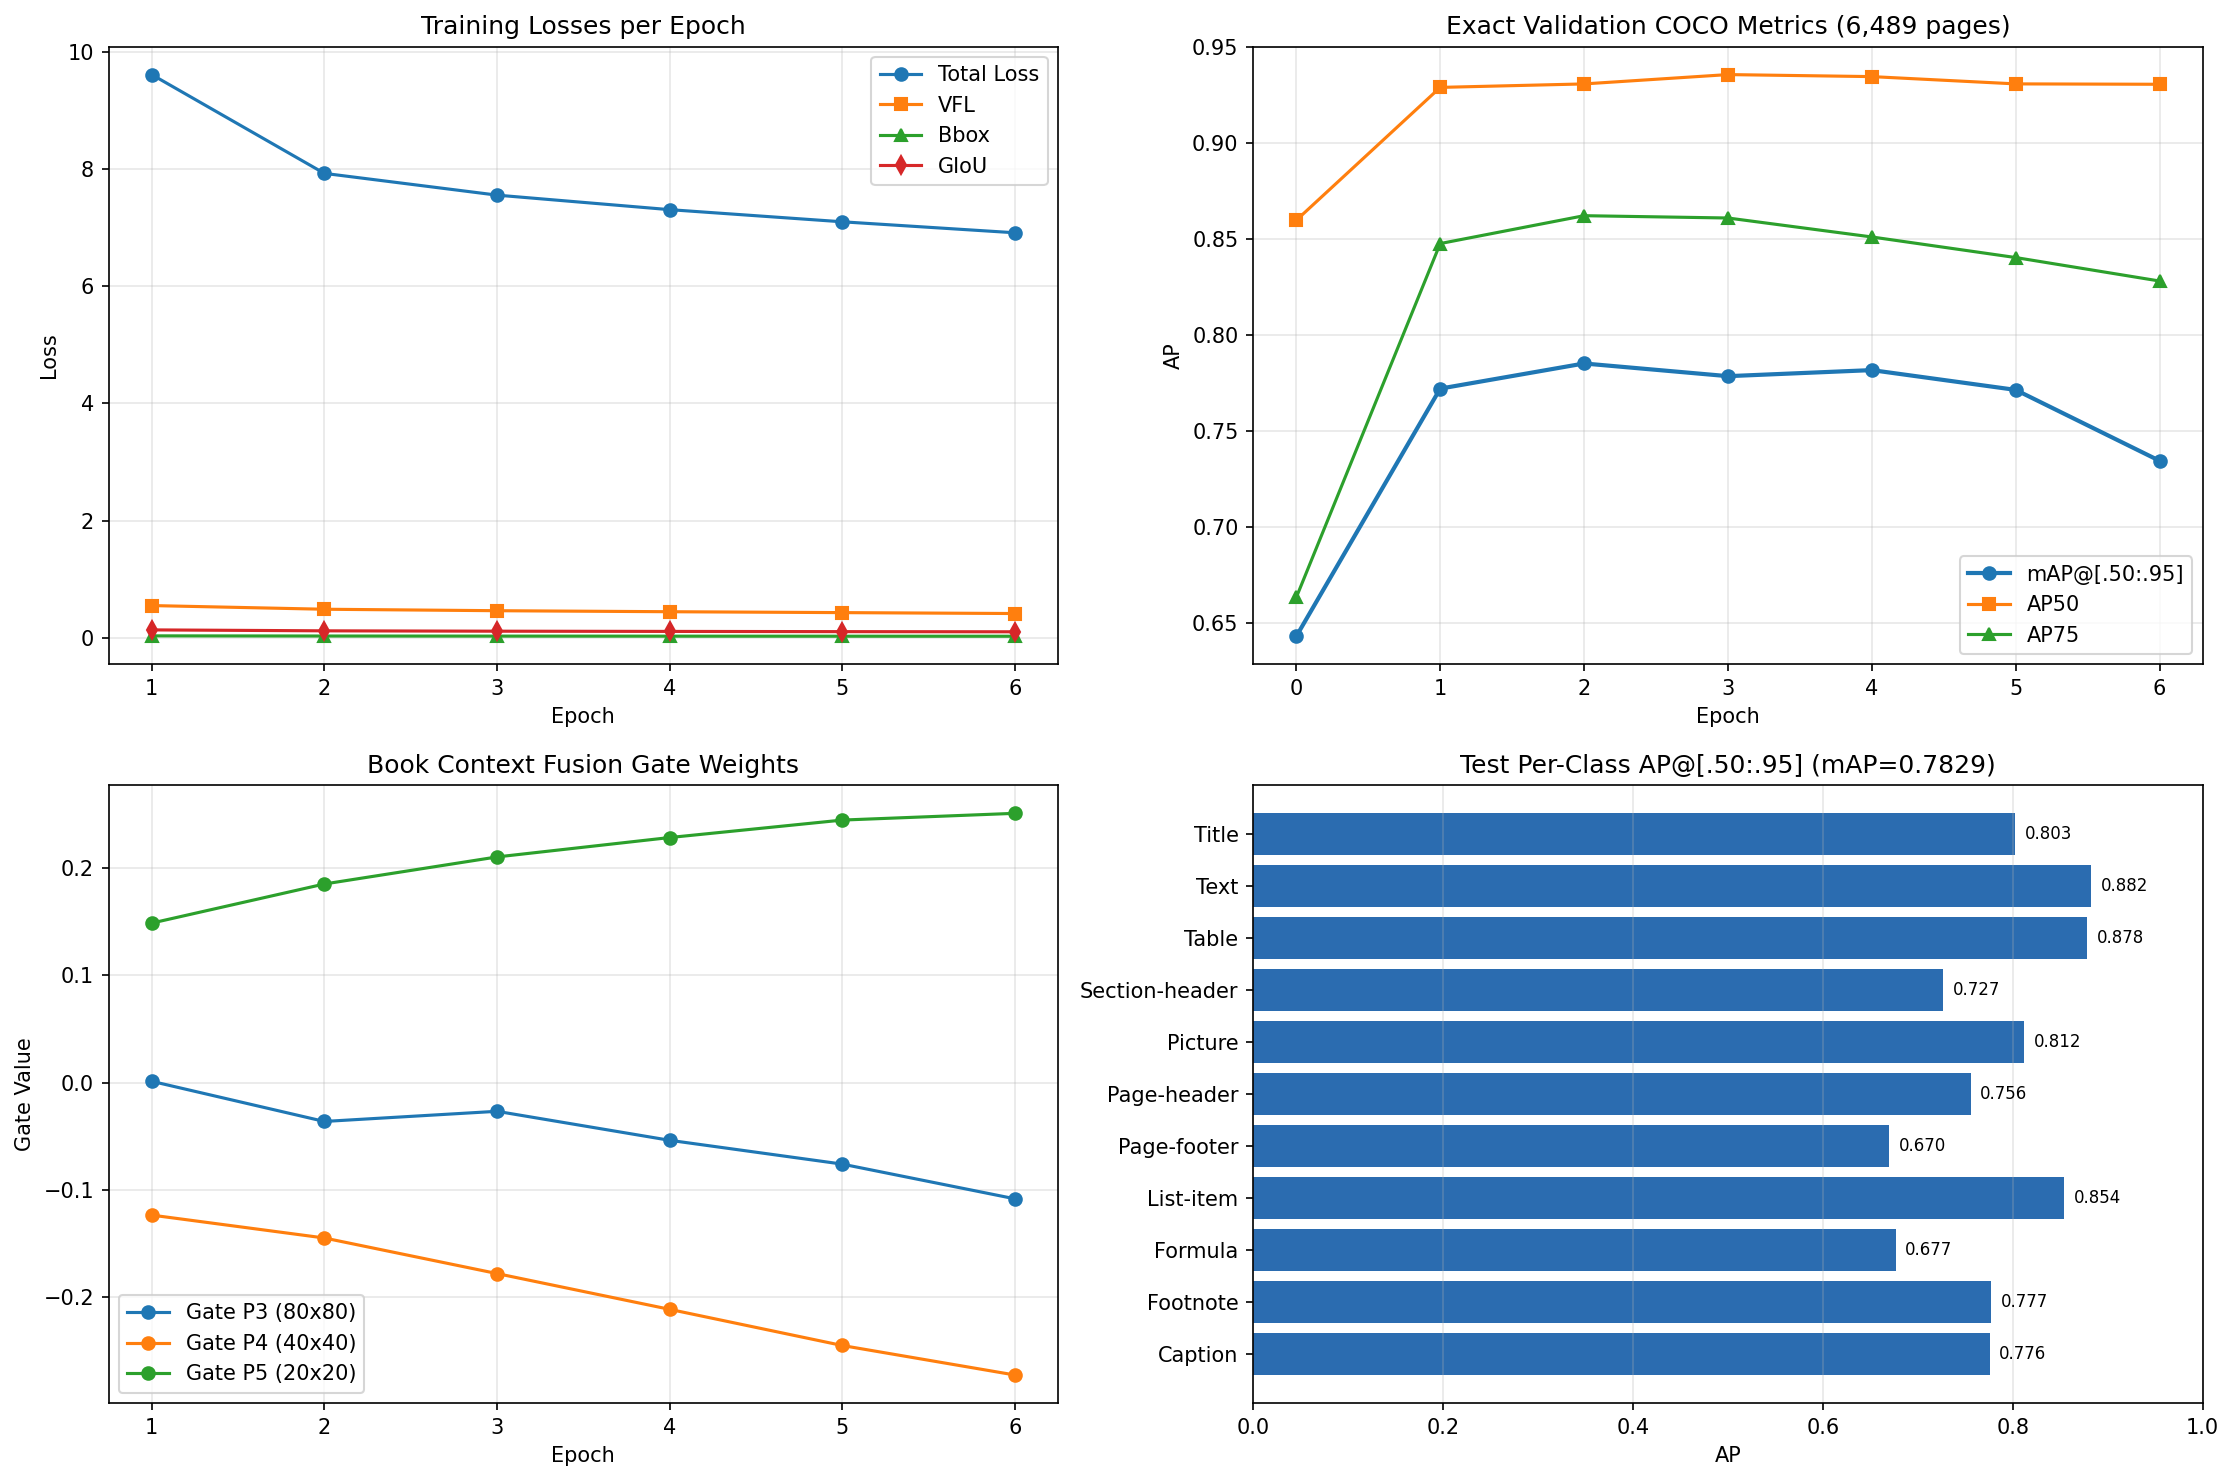 Training Losses per Epoch
10
8
6
4
2
0
Loss
1 2 3 4 5 6
Epoch
Total Loss
VFL
Bbox
GIoU
Exact Validation COCO Metrics (6,489 pages)
0.95
0.90
0.85
0.80
0.75
0.70
0.65
AP
0 1 2 3 4 5 6
Epoch
mAP@[.50:.95]
AP50
AP75
Book Context Fusion Gate Weights
0.2
0.1
0.0
−0.1
−0.2
Gate Value
Gate P3 (80x80)
Gate P4 (40x40)
Gate P5 (20x20)
1 2 3 4 5 6
Epoch
Test Per-Class AP@[.50:.95] (mAP=0.7829)
Title 0.803
Text 0.882
Table 0.878
Section-header 0.727
Picture 0.812
Page-header 0.756
Page-footer 0.670
List-item 0.854
Formula 0.677
Footnote 0.777
Caption 0.776
0.0 0.2 0.4 0.6 0.8 1.0
AP